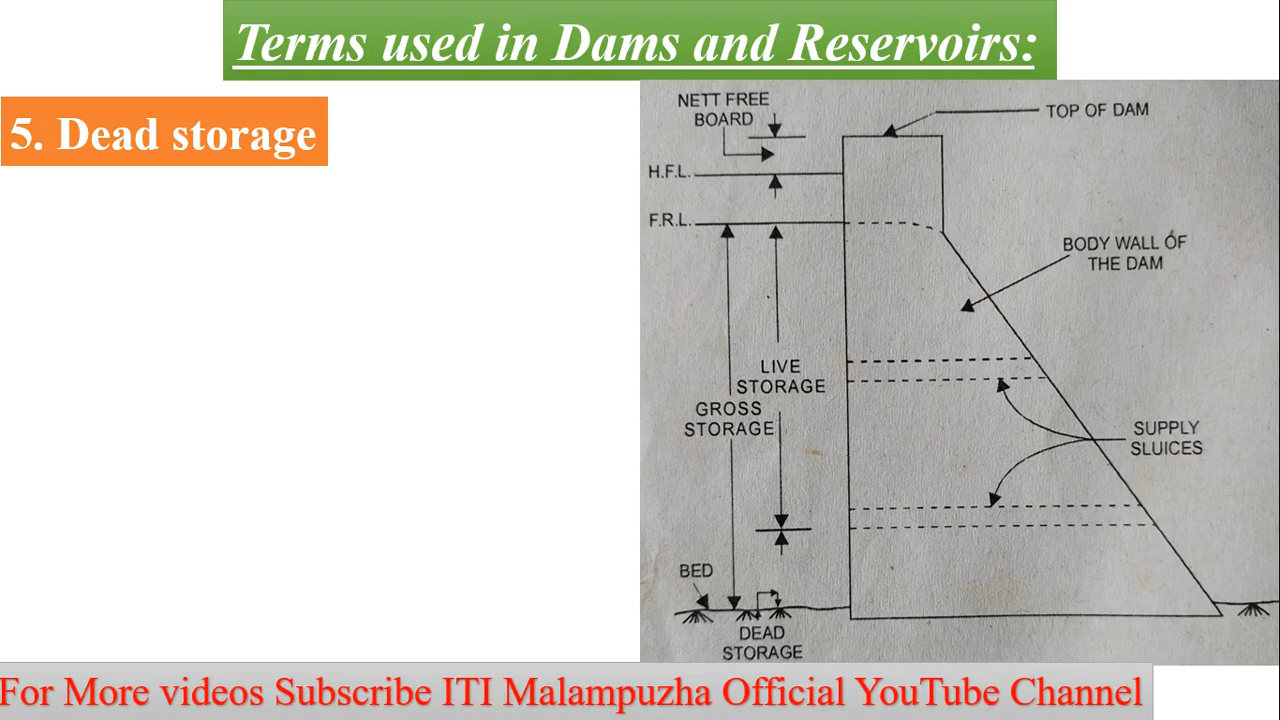 Terms used in Dams and Reservoirs:
5. Dead storage
NETT FREE
BOARD
TOP OF DAM
H.F.L.
F.R.L.
BODY WALL OF
THE DAM
LIVE
STORAGE
GROSS
STORAGE
SUPPLY
SLUICES
BED
DEAD
STORAGE
For More videos Subscribe ITI Malampuzha Official YouTube Channel